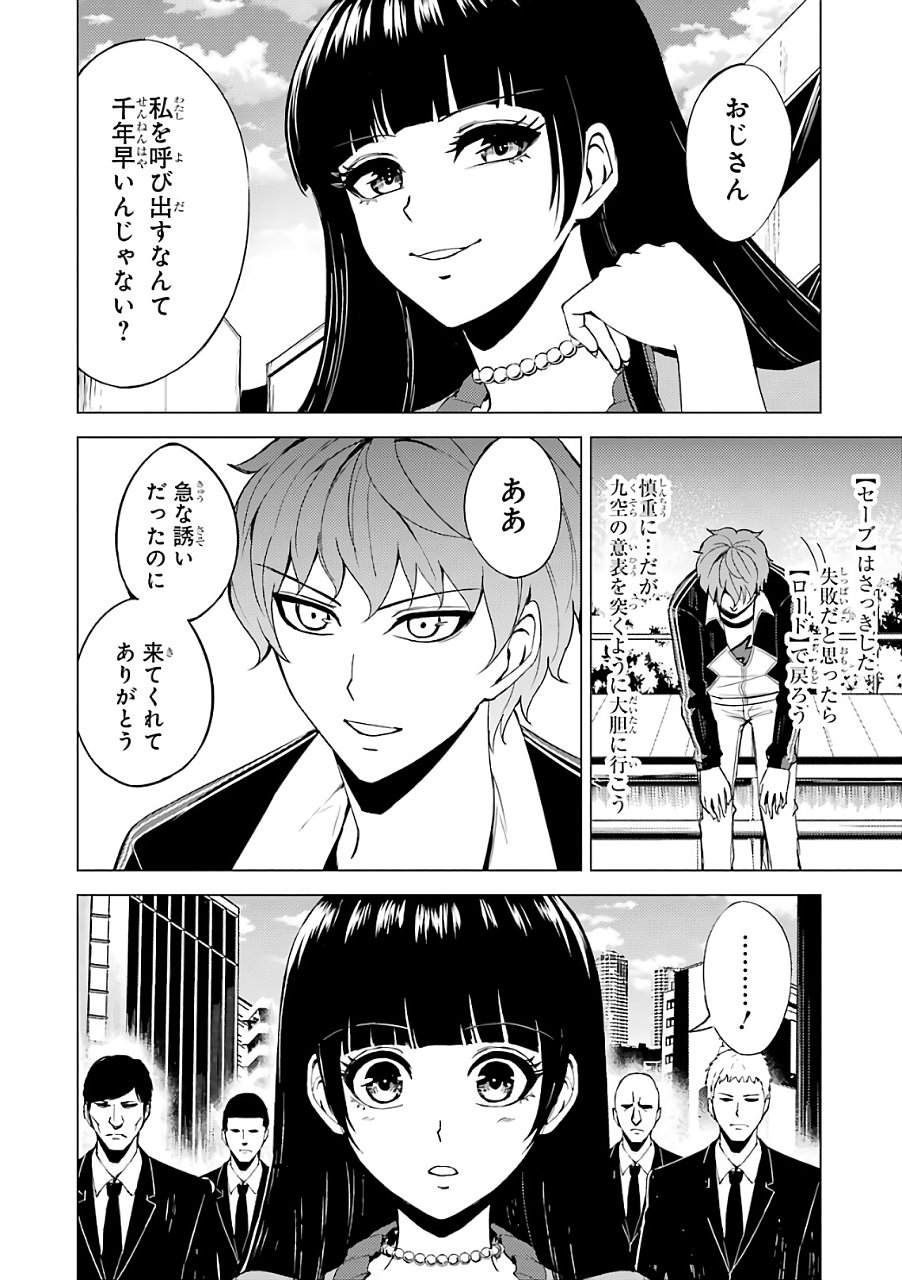 おじさん
私を呼び出すなんて
千年早いんじゃない？
【セーブ】はさっきした
失敗だと思ったら
【ロード】で戻ろう
慎重に…だが
九空の意表を突くように大胆に行こう
ああ
急な誘い
だったのに
来てくれて
ありがとう
………！